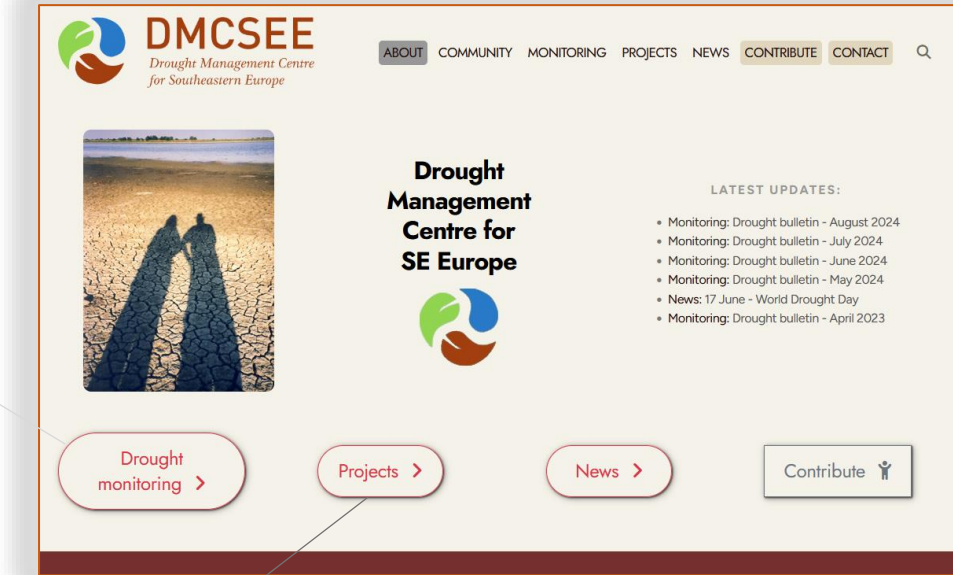 DMCSEE
Drought Management Centre
for Southeastern Europe
ABOUT COMMUNITY MONITORING PROJECTS NEWS CONTRIBUTE CONTACT
Drought
Management
Centre for
SE Europe
LATEST UPDATES:
• Monitoring: Drought bulletin - August 2024
• Monitoring: Drought bulletin - July 2024
• Monitoring: Drought bulletin - June 2024
• Monitoring: Drought bulletin - May 2024
• News: 17 June - World Drought Day
• Monitoring: Drought bulletin - April 2023
Drought
monitoring >
Projects >
News >
Contribute